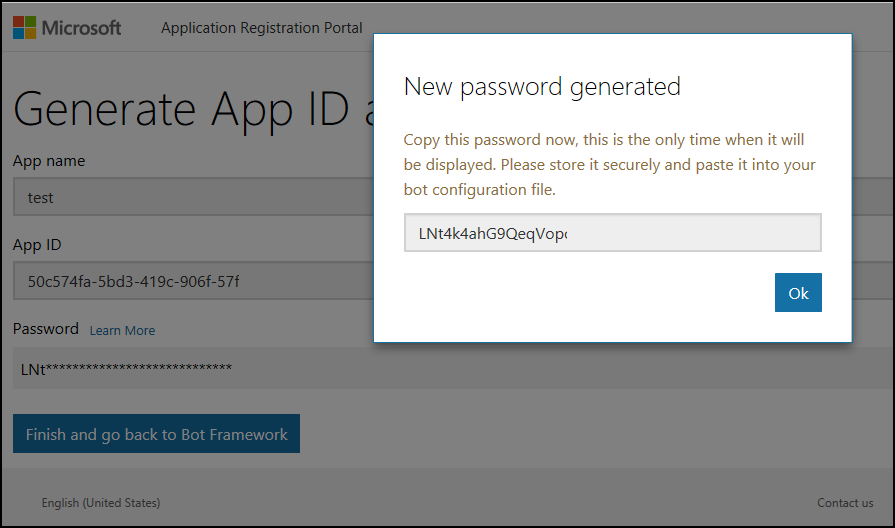 Microsoft
Application Registration Portal
Generate App ID a
App name
test
App ID
50c574fa-5bd3-419c-906f-57f
Password Learn More
LNt****************************
Finish and go back to Bot Framework
English (United States)
Contact us
New password generated
Copy this password now, this is the only time when it will
be displayed. Please store it securely and paste it into your
bot configuration file.
LNt4k4ahG9QeqVopc
Ok